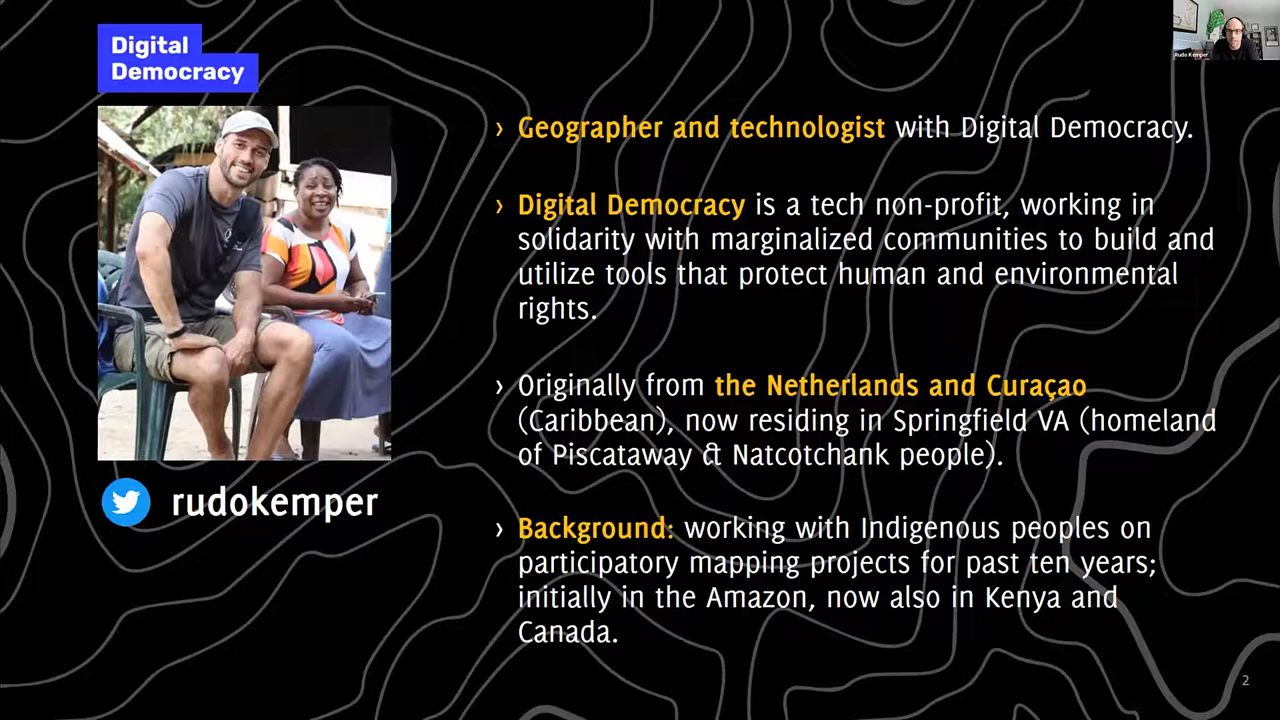 Digital
Democracy
Rudo Kemper
› Geographer and technologist with Digital Democracy.
› Digital Democracy is a tech non-profit, working in
solidarity with marginalized communities to build and
utilize tools that protect human and environmental
rights.
› Originally from the Netherlands and Curaçao
(Caribbean), now residing in Springfield VA (homeland
of Piscataway & Natcotchank people).
rudokemper
› Background: working with Indigenous peoples on
participatory mapping projects for past ten years;
initially in the Amazon, now also in Kenya and
Canada.
2